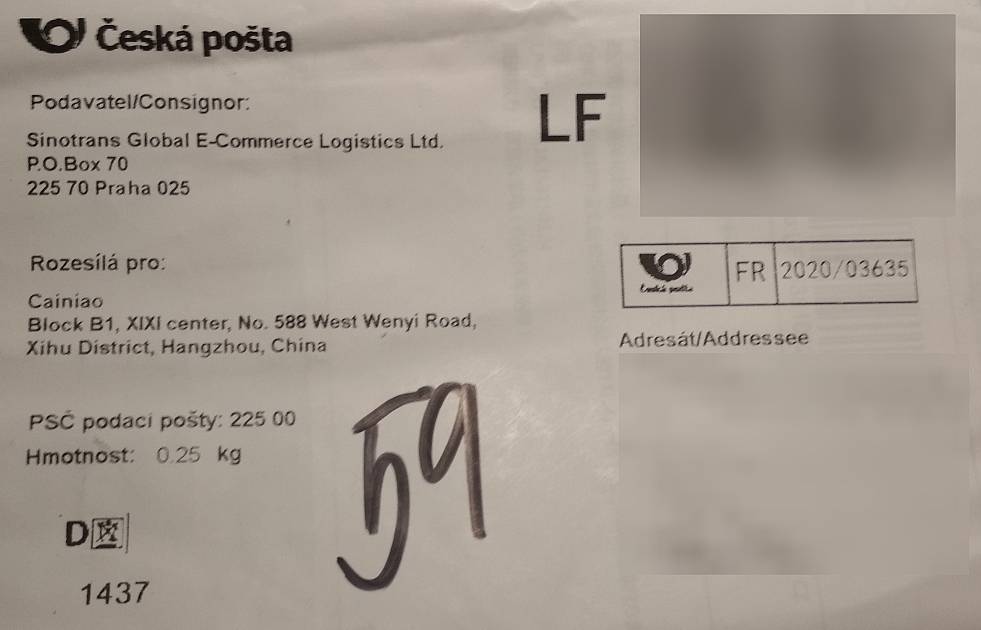 Česká pošta
Podavatel/Consignor:
Sinotrans Global E-Commerce Logistics Ltd.
P.O.Box 70
225 70 Praha 025
LF
Rozesílá pro:
Cainiao
Block B1, XIXI center, No. 588 West Wenyi Road,
Xihu District, Hangzhou, China
Česká pošta
FR
2020/03635
Adresát/Addressee
PSČ podací pošty: 225 00
Hmotnost: 0.25 kg
59
D
1437